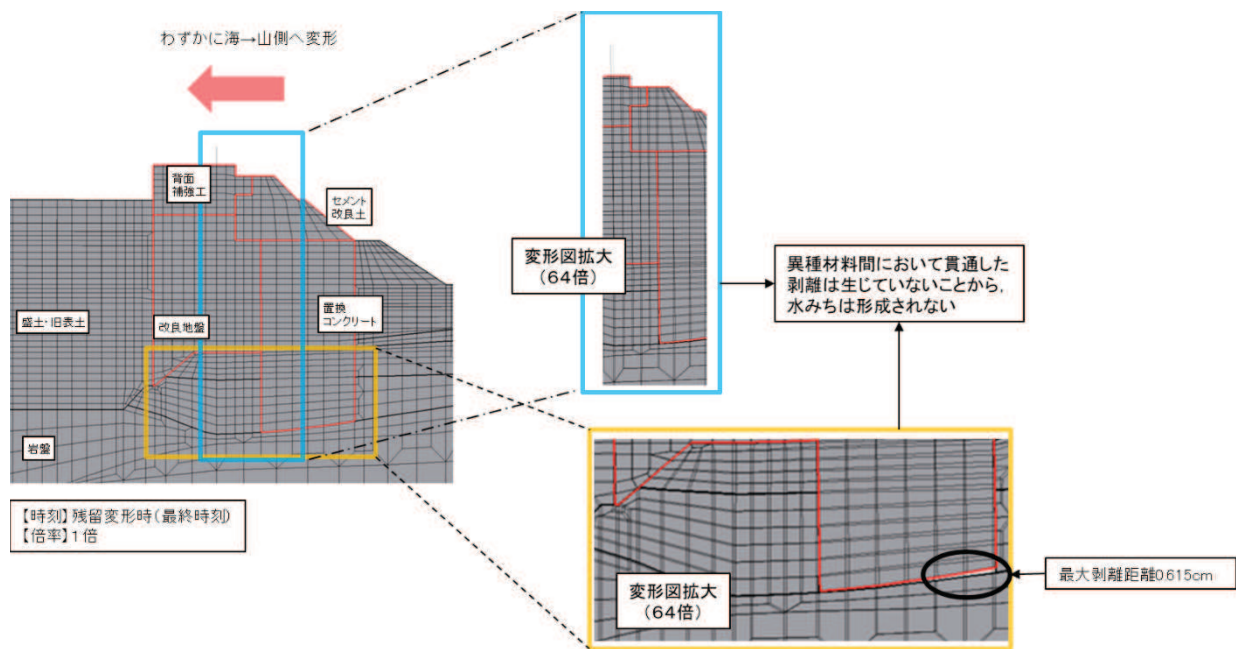 わずかに海→山側へ変形
背面
補強工
セメント
改良土
盛土・旧表土
改良地盤
置換
コンクリート
岩盤
【時刻】残留変形時(最終時刻)
【倍率】1倍
変形図拡大
(64倍)
異種材料間において貫通した
剥離は生じていないことから,
水みちは形成されない
変形図拡大
(64倍)
最大剥離距離0.615cm